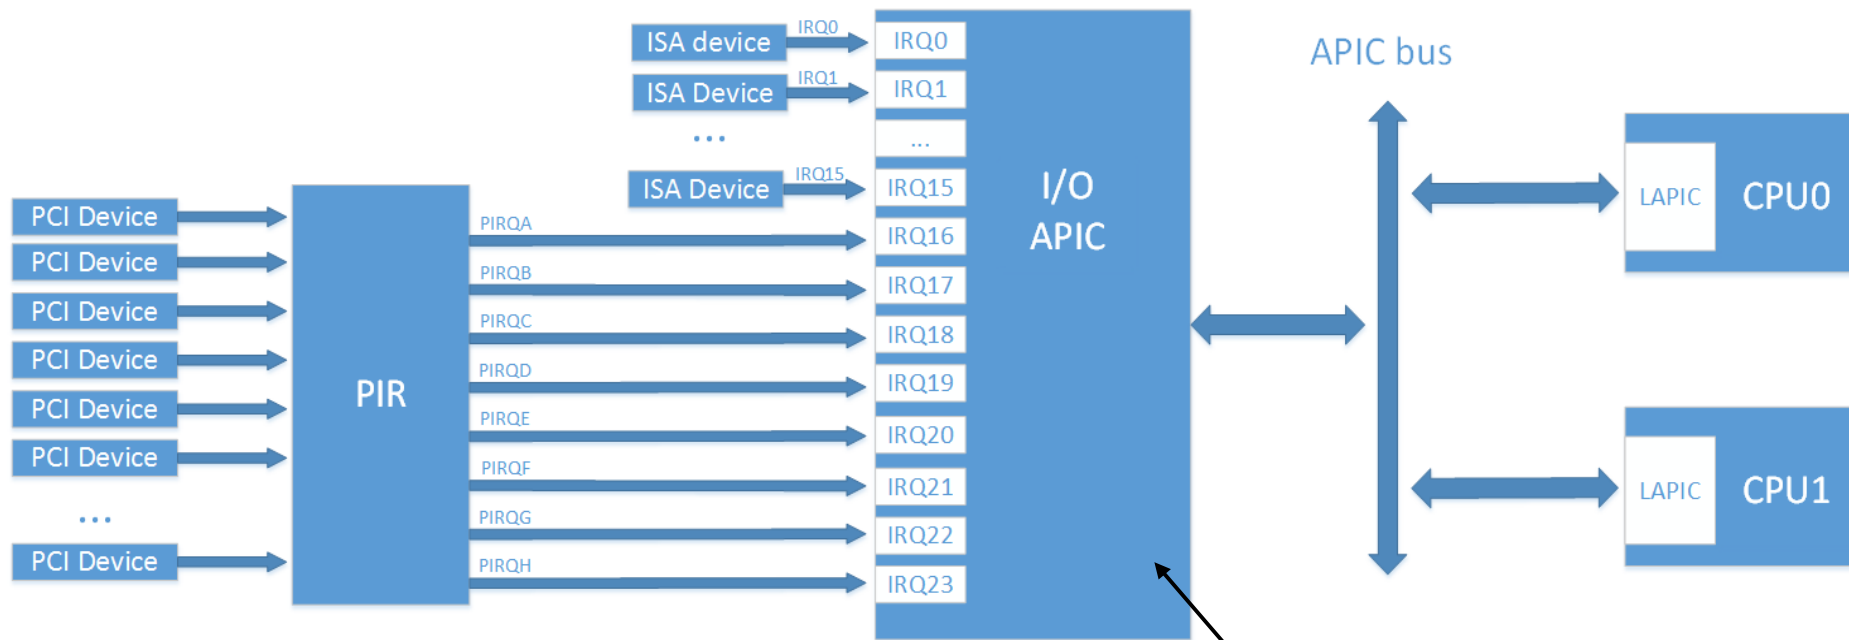 ISA device
IRQ0
IRQ0
ISA Device
IRQ1
IRQ1
...
...
ISA Device
IRQ15
IRQ15
PCI Device
PCI Device
PCI Device
PCI Device
PCI Device
PCI Device
...
PCI Device
PIR
PIRQA
IRQ16
PIRQB
IRQ17
PIRQC
IRQ18
PIRQD
IRQ19
PIRQE
IRQ20
PIRQF
IRQ21
PIRQG
IRQ22
PIRQH
IRQ23
I/O
APIC
APIC bus
LAPIC
CPU0
LAPIC
CPU1